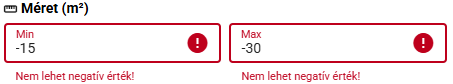 Méret (m²)
Min Max
-15 -30
Nem lehet negatív érték! Nem lehet negatív érték!